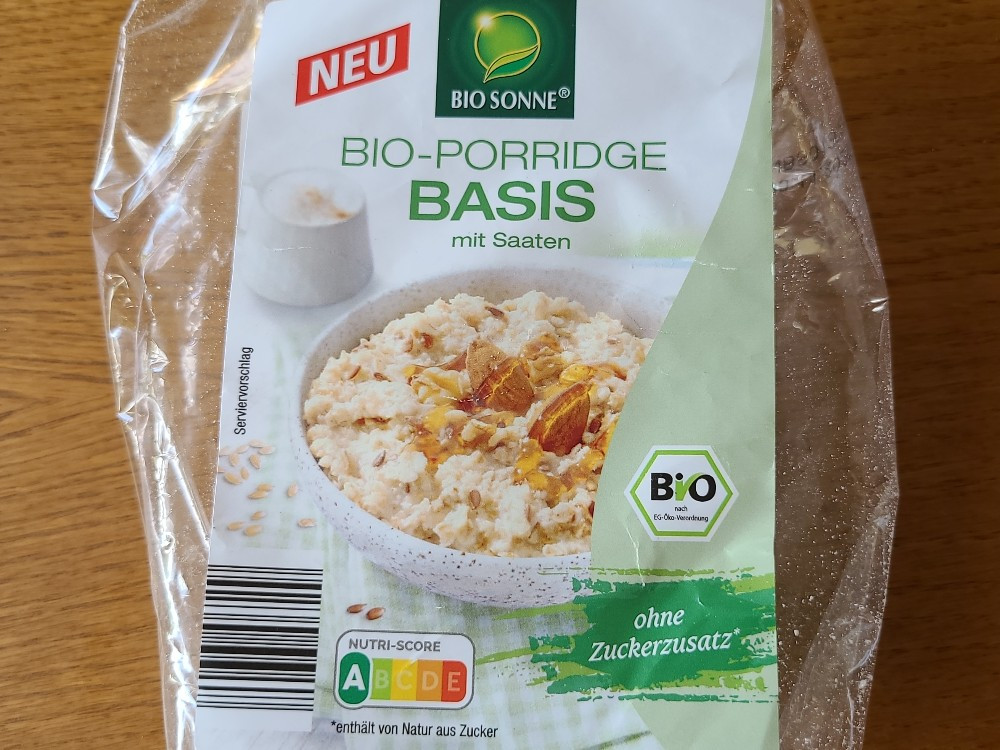 NEU
BIO SONNE®
BIO-PORRIDGE
BASIS
mit Saaten
Serviervorschlag
Bio
nach
EG-Öko-Verordnung
ohne
Zuckerzusatz*
NUTRI-SCORE
A B C D E
*enthält von Natur aus Zucker